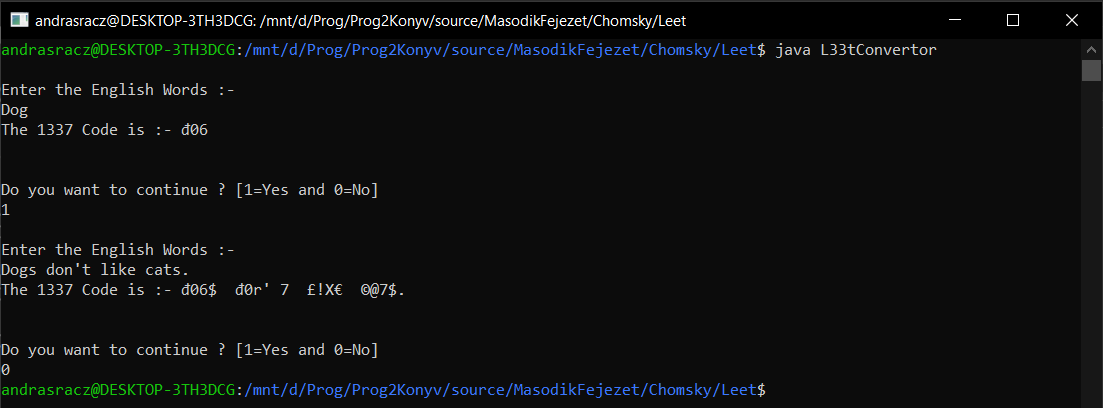 andrasracz@DESKTOP-3TH3DCG: /mnt/d/Prog/Prog2Konyv/source/MasodikFejezet/Chomsky/Leet
andrasracz@DESKTOP-3TH3DCG:/mnt/d/Prog/Prog2Konyv/source/MasodikFejezet/Chomsky/Leet$ java L33tConvertor
Enter the English Words :-
Dog
The 1337 Code is :- đ06
Do you want to continue ? [1=Yes and 0=No]
1
Enter the English Words :-
Dogs don't like cats.
The 1337 Code is :- đ06$  đ0r' 7  £!X€  ©@7$.
Do you want to continue ? [1=Yes and 0=No]
0
andrasracz@DESKTOP-3TH3DCG:/mnt/d/Prog/Prog2Konyv/source/MasodikFejezet/Chomsky/Leet$